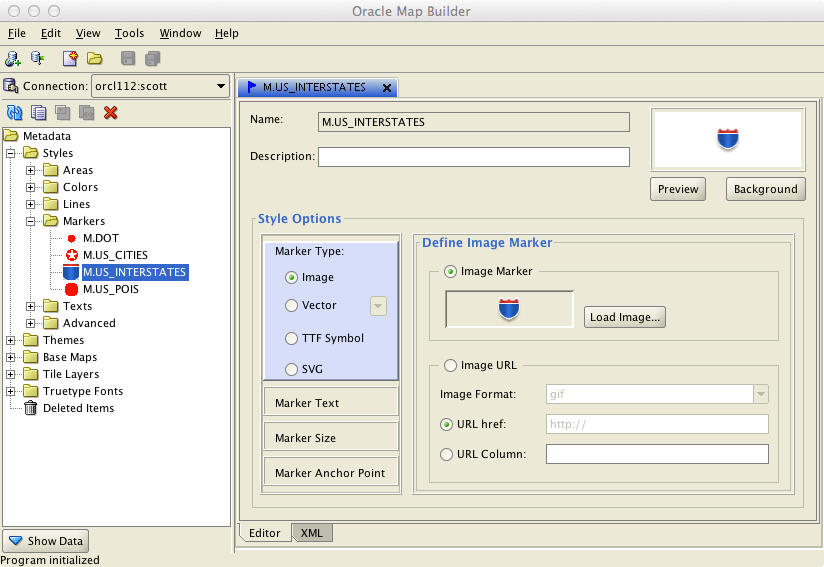 Oracle Map Builder
File Edit View Tools Window Help
Connection: orcl112:scott
Metadata
Styles
Areas
Colors
Lines
Markers
M.DOT
M.US_CITIES
M.US_INTERSTATES
M.US_POIS
Texts
Advanced
Themes
Base Maps
Tile Layers
Truetype Fonts
Deleted Items
Show Data
Program initialized
M.US_INTERSTATES
Name: M.US_INTERSTATES
Description:
Preview Background
Style Options
Marker Type:
Image
Vector
TTF Symbol
SVG
Marker Text
Marker Size
Marker Anchor Point
Define Image Marker
Image Marker
Load Image...
Image URL
Image Format: gif
URL href: http://
URL Column:
Editor XML